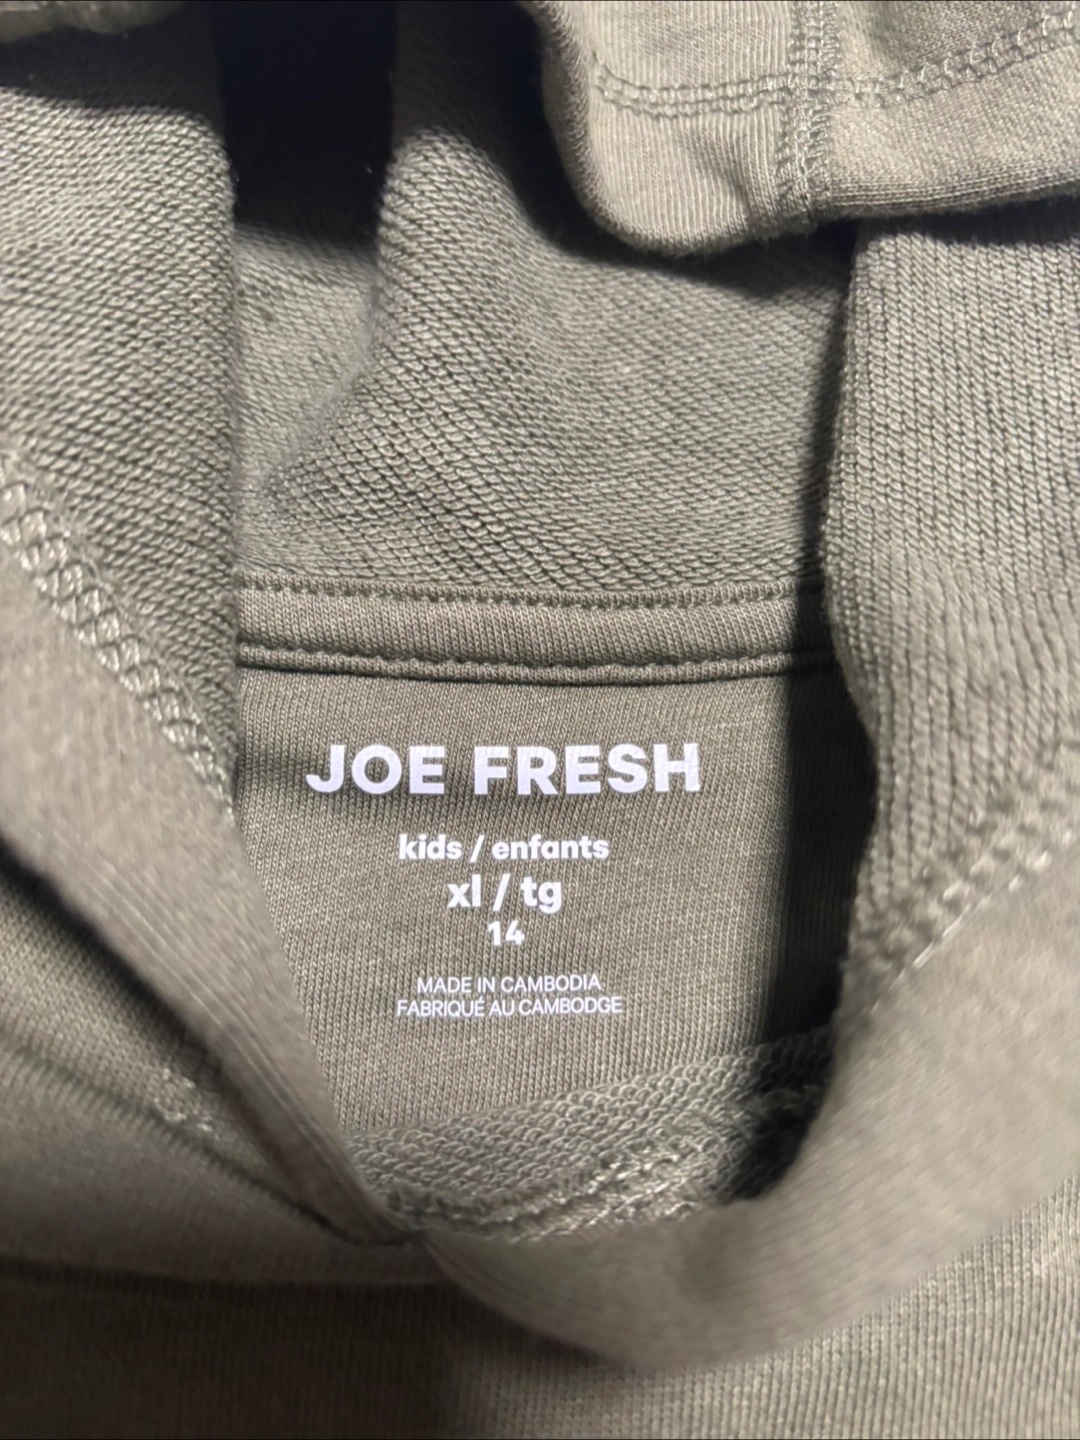 JOE FRESH
kids / enfants
xl / tg
14
MADE IN CAMBODIA
FABRIQUÉ AU CAMBODGE